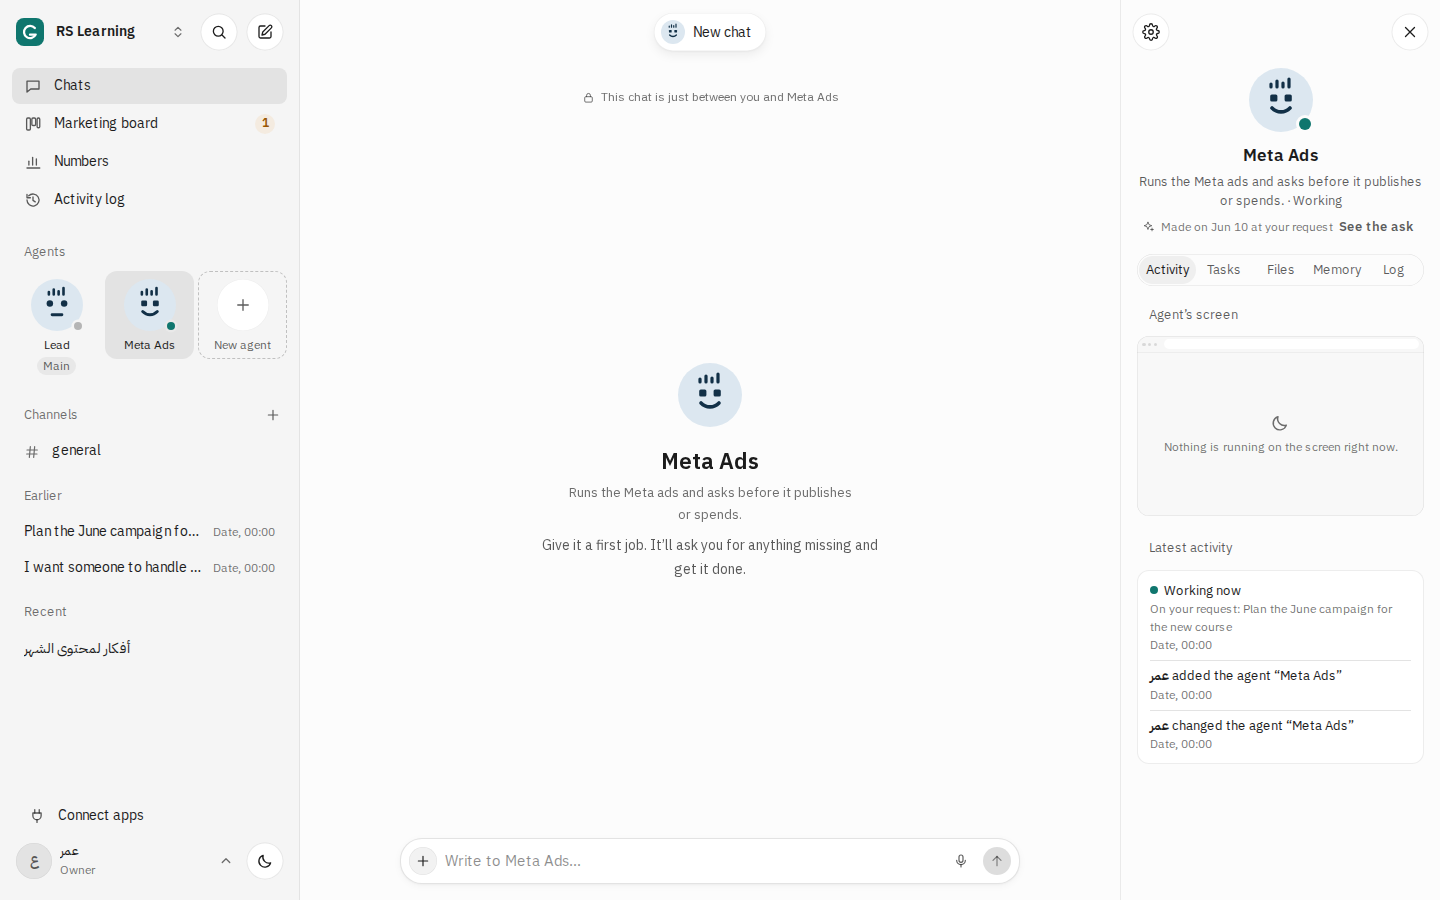 RS Learning
Chats
Marketing board
1
Numbers
Activity log
Agents
Lead
Main
Meta Ads
New agent
Channels
general
Earlier
Plan the June campaign fo...
Date, 00:00
I want someone to handle ...
Date, 00:00
Recent
أفكار لمحتوى الشهر
Connect apps
ع
عمر
Owner
New chat
This chat is just between you and Meta Ads
Meta Ads
Runs the Meta ads and asks before it publishes
or spends.
Give it a first job. It'll ask you for anything missing and
get it done.
Write to Meta Ads...
Meta Ads
Runs the Meta ads and asks before it publishes
or spends. · Working
Made on Jun 10 at your request See the ask
Activity
Tasks
Files
Memory
Log
Agent's screen
Nothing is running on the screen right now.
Latest activity
Working now
On your request: Plan the June campaign for
the new course
Date, 00:00
عمر added the agent “Meta Ads”
Date, 00:00
عمر changed the agent “Meta Ads”
Date, 00:00